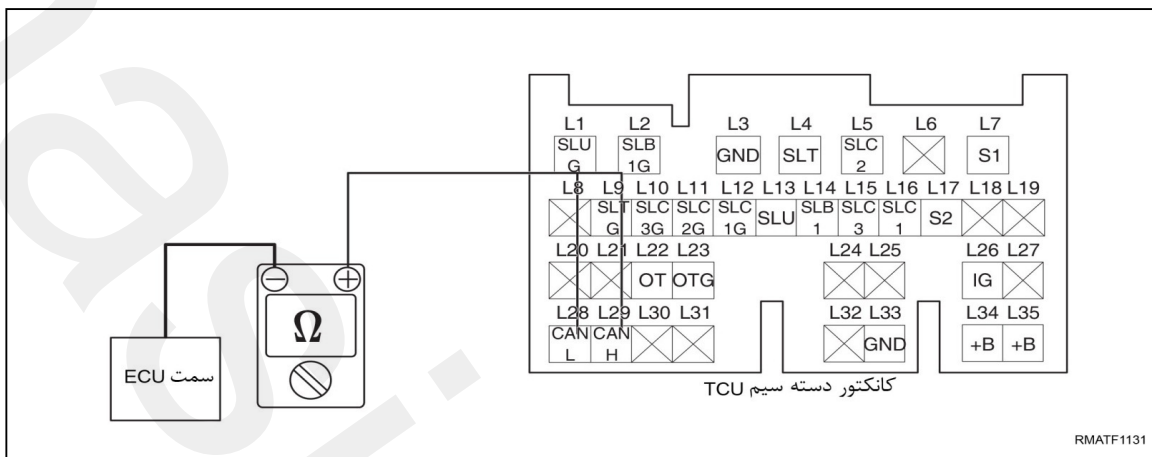 L1 L2 L3 L4 L5 L6 L7
SLU G SLB 1G GND SLT SLC 2 S1
L8 L9 L10 L11 L12 L13 L14 L15 L16 L17 L18 L19
SLT G SLC 3G SLC 2G SLC 1G SLU SLB 1 SLC 3 SLC 1 S2
L20 L21 L22 L23 L24 L25 L26 L27
OT OTG IG
− +
Ω
L28 L29 L30 L31 L32 L33 L34 L35
CAN L CAN H GND +B +B
سمت ECU
کانکتور دسته سیم TCU
RMATF1131